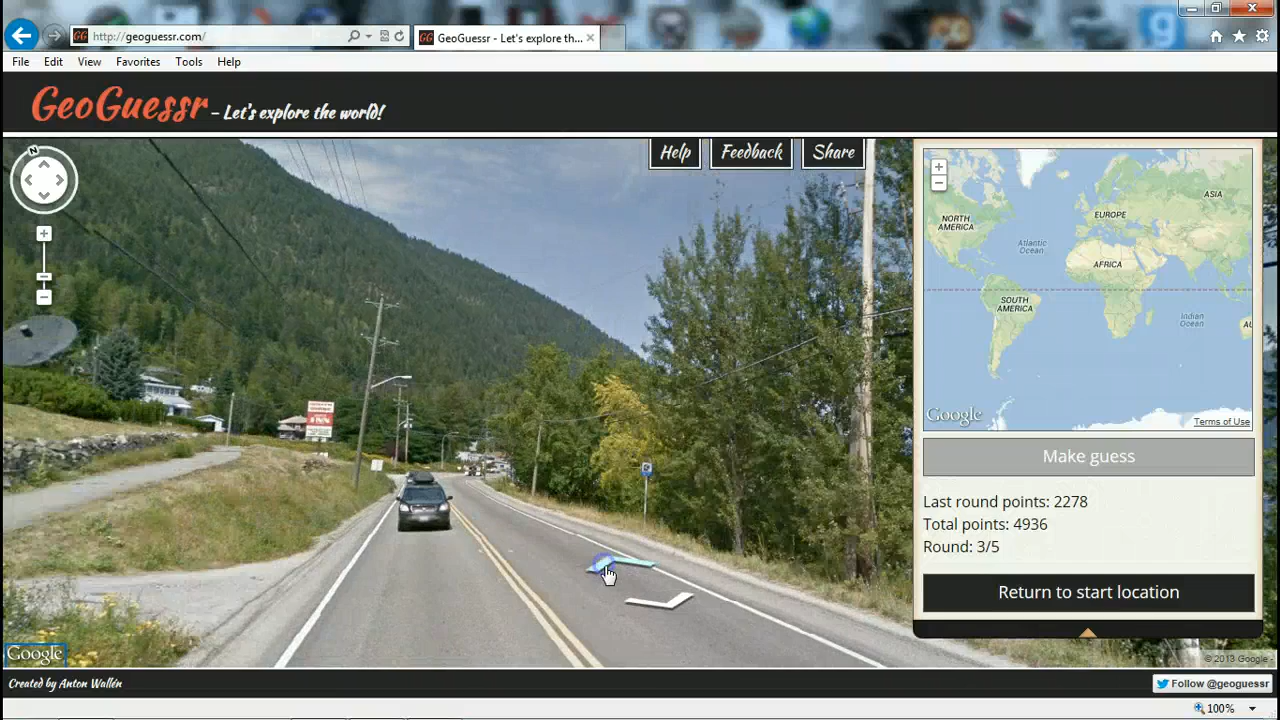 http://geoguessr.com/
GG GeoGuessr - Let's explore th...
File Edit View Favorites Tools Help
GeoGuessr - Let's explore the world!
Help Feedback Share
N
NORTH AMERICA
EUROPE
ASIA
Atlantic Ocean
AFRICA
SOUTH AMERICA
Indian Ocean
AU
Google
Terms of Use
Make guess
Last round points: 2278
Total points: 4936
Round: 3/5
Return to start location
Google
© 2013 Google
Created by Anton Wallén
Follow @geoguessr
100%